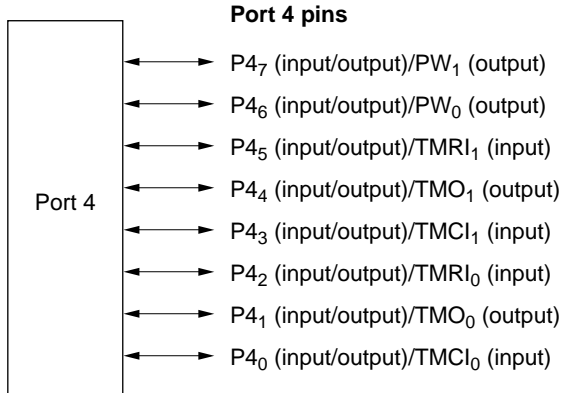 Port 4 pins
P4₇ (input/output)/PW₁ (output)
P4₆ (input/output)/PW₀ (output)
P4₅ (input/output)/TMRI₁ (input)
Port 4
P4₄ (input/output)/TMO₁ (output)
P4₃ (input/output)/TMCI₁ (input)
P4₂ (input/output)/TMRI₀ (input)
P4₁ (input/output)/TMO₀ (output)
P4₀ (input/output)/TMCI₀ (input)